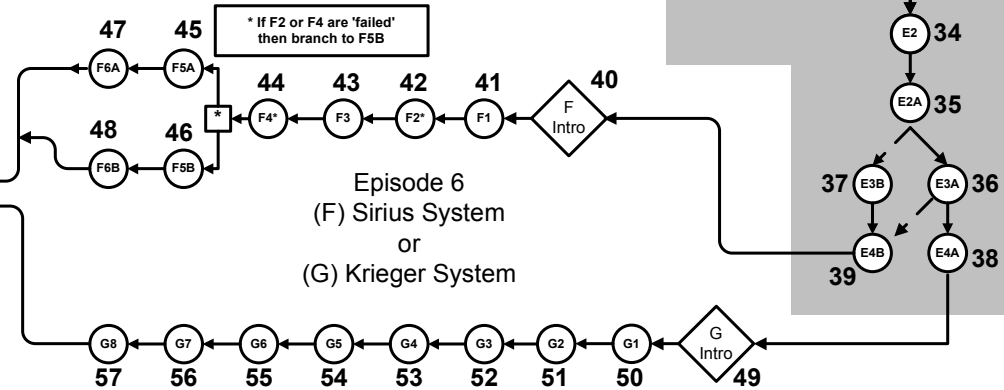 * If F2 or F4 are 'failed'
then branch to F5B
47
45
F6A
F5A
44
43
42
41
40
*
F4*
F3
F2*
F1
F
Intro
48
46
F6B
F5B
E2
34
E2A
35
37
E3B
E3A
36
39
E4B
E4A
38
Episode 6
(F) Sirius System
or
(G) Krieger System
G8
G7
G6
G5
G4
G3
G2
G1
G
Intro
57
56
55
54
53
52
51
50
49